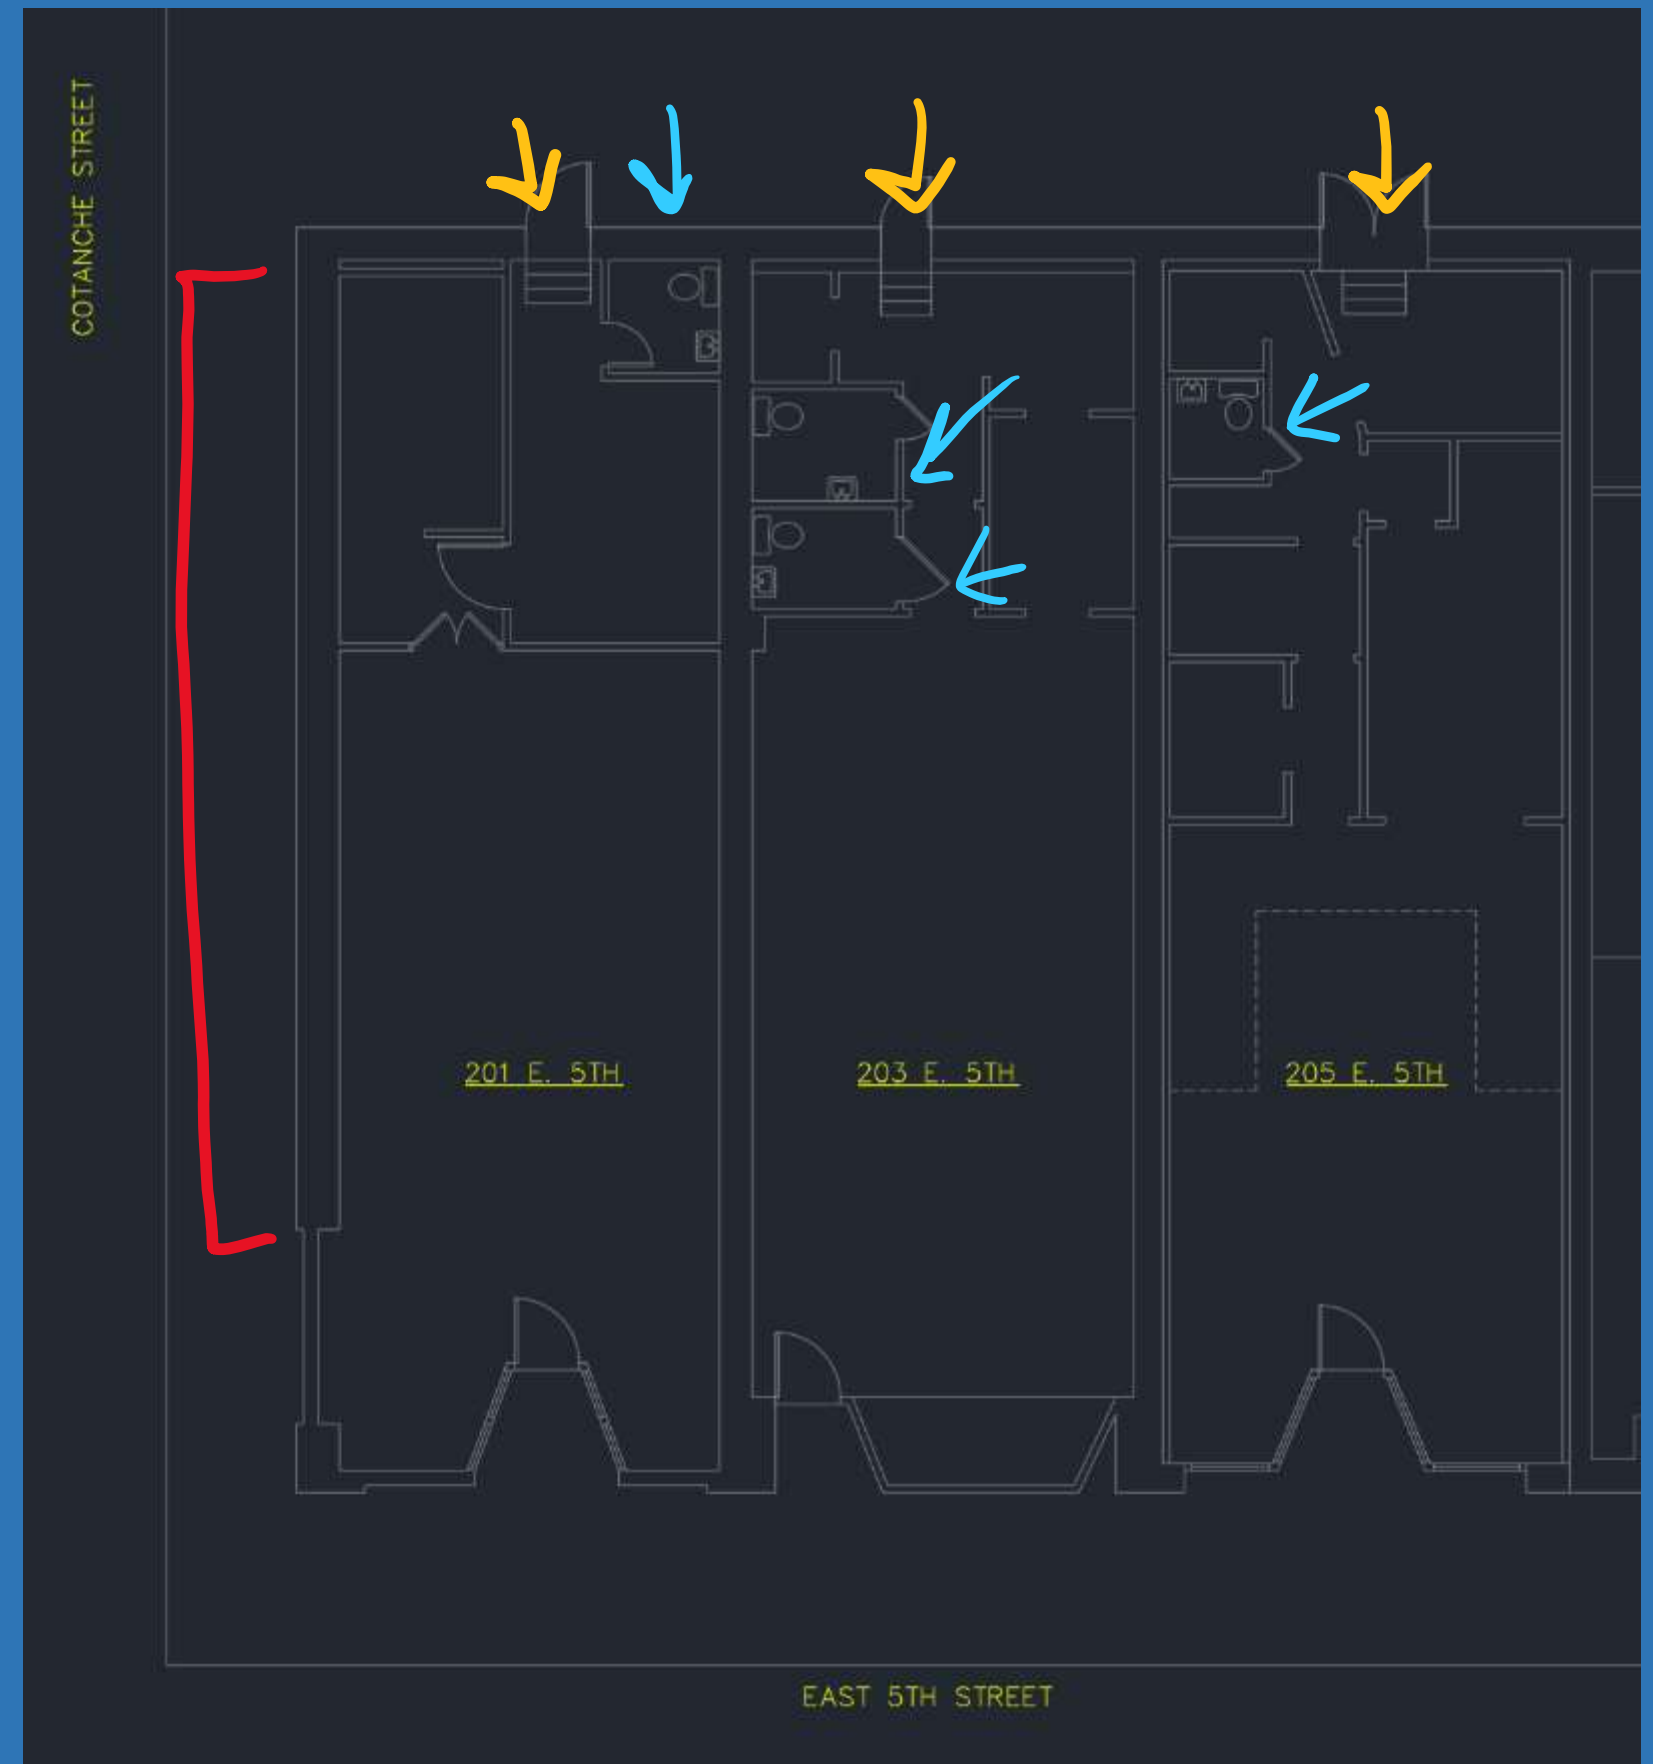 COTANCHE STREET
201 E. 5TH
203 E. 5TH
205 E. 5TH
EAST 5TH STREET